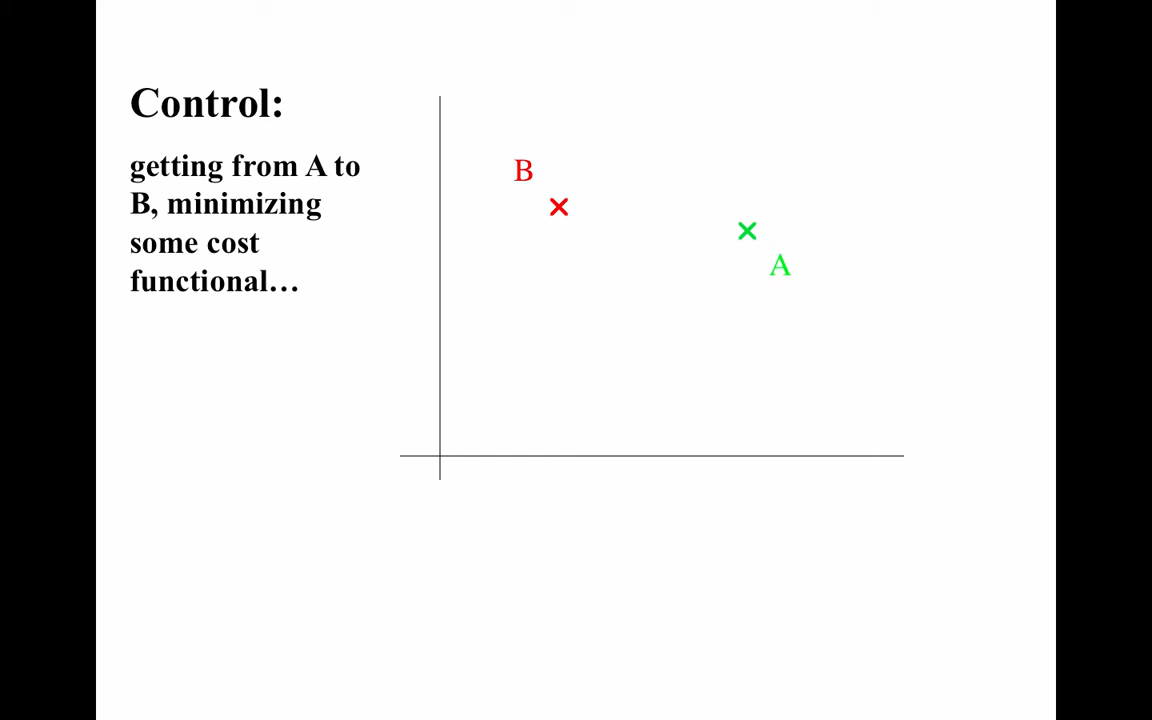 Control:
getting from A to
B, minimizing
some cost
functional…
B
A